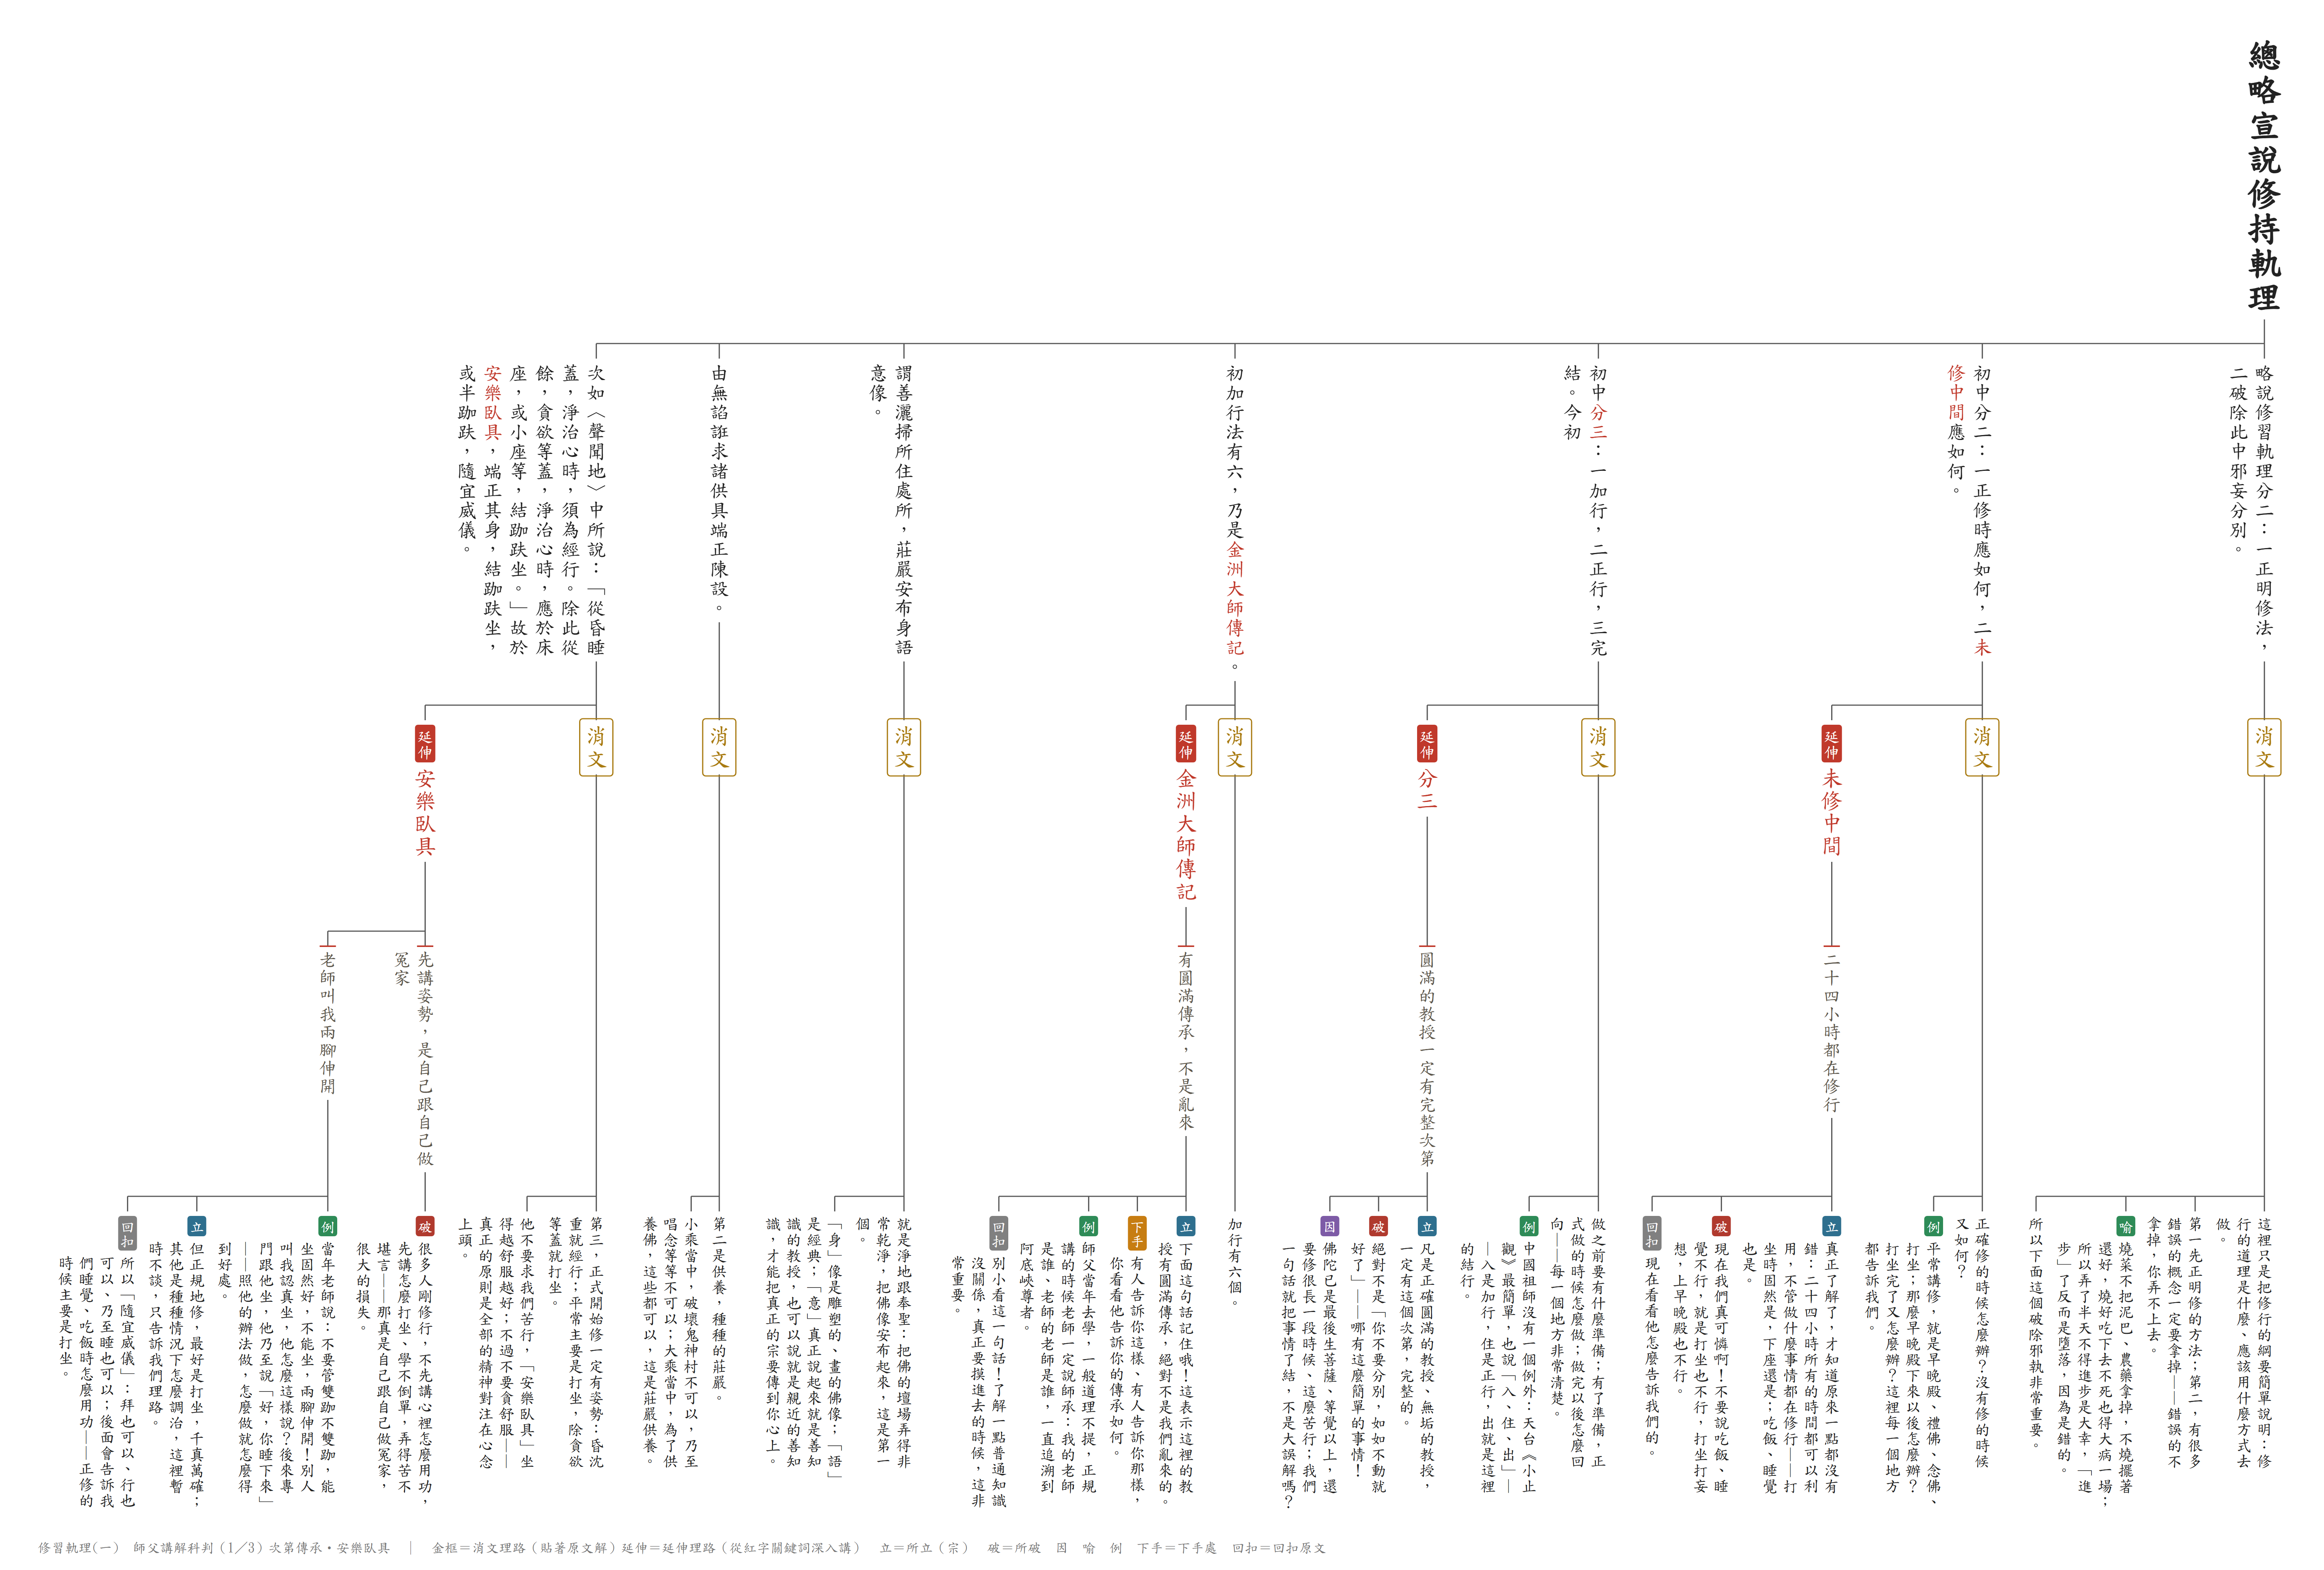 總略宣說修持軌理
略說修習軌理分二：一正明修法，
二破除此中邪妄分別。
初中分二：一正修時應如何，二未
修中間應如何。
初中分三：一加行，二正行，三完
結。今初
初加行法有六，乃是金洲大師傳記。
謂善灑掃所住處所，莊嚴安布身語
意像。
由無諂誑求諸供具端正陳設。
次如〈聲聞地〉中所說：「從昏睡
蓋，淨治心時，須為經行。除此從
餘，貪欲等蓋，淨治心時，應於床
座，或小座等，結跏趺坐。」故於
安樂臥具，端正其身，結跏趺坐，
或半跏趺，隨宜威儀。
消文
消文
延伸
未修中間
消文
延伸
分三
消文
延伸
金洲大師傳記
消文
消文
消文
延伸
安樂臥具
二十四小時都在修行
圓滿的教授一定有完整次第
有圓滿傳承，不是亂來
先講姿勢，是自己跟自己做
冤家
老師叫我兩腳伸開
這裡只是把修行的綱要簡單說明：修
行的道理是什麼、應該用什麼方式去
做。
第一先正明修的方法；第二，有很多
錯誤的概念一定要拿掉——錯誤的不
拿掉，你弄不上去。
喻
燒菜不把泥巴、農藥拿掉，不燒擺著
還好，燒好吃下去不死也得大病一場；
所以弄了半天不得進步是大幸，「進
步」了反而是墮落，因為是錯的。
所以下面這個破除邪執非常重要。
正確修的時候怎麼辦？沒有修的時候
又如何？
例
平常講修，就是早晚殿、禮佛、念佛、
打坐；那麼早晚殿下來以後怎麼辦？
打坐完了又怎麼辦？這裡每一個地方
都告訴我們。
立
真正了解了，才知道原來一點都沒有
錯：二十四小時所有的時間都可以利
用，不管做什麼事情都在修行——打
坐時固然是，下座還是；吃飯、睡覺
也是。
破
現在我們真可憐啊！不要說吃飯、睡
覺不行，就是打坐也不行，打坐打妄
想，上早晚殿也不行。
回扣
現在看看他怎麼告訴我們的。
做之前要有什麼準備；有了準備，正
式做的時候怎麼做；做完以後怎麼回
向——每一個地方非常清楚。
例
中國祖師沒有一個例外：天台《小止
觀》最簡單，也說「入、住、出」—
—入是加行，住是正行，出就是這裡
的結行。
立
凡是正確圓滿的教授、無垢的教授，
一定有這個次第，完整的。
破
絕對不是「你不要分別，如如不動就
好了」——哪有這麼簡單的事情！
因
佛陀已是最後生菩薩、等覺以上，還
要修很長一段時候、這麼苦行；我們
一句話就把事情了結，不是大誤解嗎？
加行有六個。
立
下面這句話記住哦！這表示這裡的教
授有圓滿傳承，絕對不是我們亂來的。
下手
有人告訴你這樣、有人告訴你那樣，
你看看他告訴你的傳承如何。
例
師父當年去學，一般道理不提，正規
講的時候老師一定說師承：我的老師
是誰、老師的老師是誰，一直追溯到
阿底峽尊者。
回扣
別小看這一句話！了解一點普通知識
沒關係，真正要摸進去的時候，這非
常重要。
就是淨地跟奉聖：把佛的壇場弄得非
常乾淨，把佛像安布起來，這是第一
個。
「身」像是雕塑的、畫的佛像；「語」
是經典；「意」真正說起來就是善知
識的教授，也可以說就是親近的善知
識，才能把真正的宗要傳到你心上。
第二是供養，種種的莊嚴。
小乘當中，破壞鬼神村不可以，乃至
唱念等等不可以；大乘當中，為了供
養佛，這些都可以，這是莊嚴供養。
第三，正式開始修一定有姿勢：昏沈
重就經行；平常主要是打坐，除貪欲
等蓋就打坐。
他不要求我們苦行，「安樂臥具」坐
得越舒服越好；不過不要貪舒服——
真正的原則是全部的精神對注在心念
上頭。
破
很多人剛修行，不先講心裡怎麼用功，
先講怎麼打坐、學不倒單，弄得苦不
堪言——那真是自己跟自己做冤家，
很大的損失。
例
當年老師說：不要管雙跏不雙跏，能
坐固然好，不能坐，兩腳伸開！別人
叫我認真坐，他怎麼這樣說？後來專
門跟他坐，他乃至說「好，你睡下來」
——照他的辦法做，怎麼做就怎麼得
到好處。
立
但正規地修，最好是打坐，千真萬確；
其他是種種情況下怎麼調治，這裡暫
時不談，只告訴我們理路。
回扣
所以「隨宜威儀」：拜也可以、行也
可以、乃至睡也可以；後面會告訴我
們睡覺、吃飯時怎麼用功——正修的
時候主要是打坐。
修習軌理（一）　師父講解科判（1／3）次第傳承・安樂臥具　｜　金框＝消文理路（貼著原文解）延伸＝延伸理路（從紅字關鍵詞深入講）　立＝所立（宗）　破＝所破　因　喻　例　下手＝下手處　回扣＝回扣原文